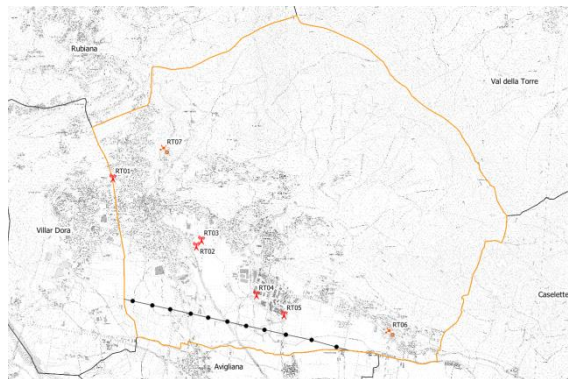 Rubiana
Val della Torre
RT07
RT01
Villar Dora
RT03
RT02
RT04
Caselette
RT05
RT06
Avigliana